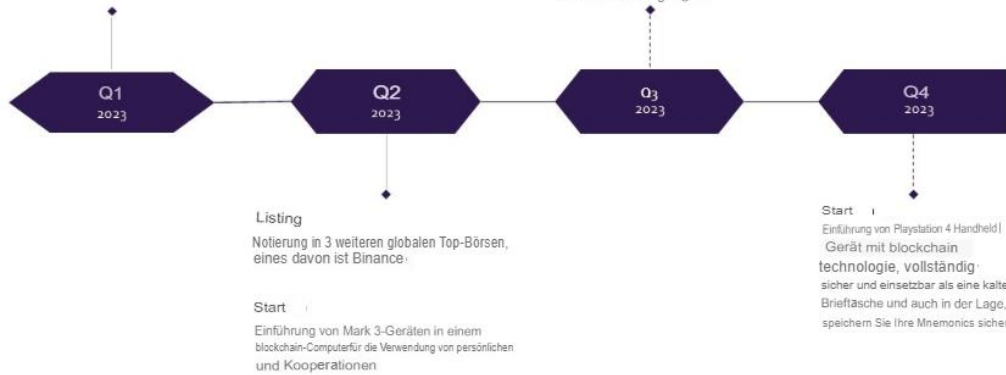 Q1
2023
Q2
2023
Q3
2023
Q4
2023
Listing
Notierung in 3 weiteren globalen Top-Börsen,
eines davon ist Binance
Start
Einführung von Mark 3-Geräten in einem
blockchain-Computerfür die Verwendung von persönlichen
und Kooperationen
Start
Einführung von Playstation 4 Handheld
Gerät mit blockchain
technologie, vollständig
sicher und einsetzbar als eine kalte
Brieftasche und auch in der Lage,
speichern Sie Ihre Mnemonics sicher